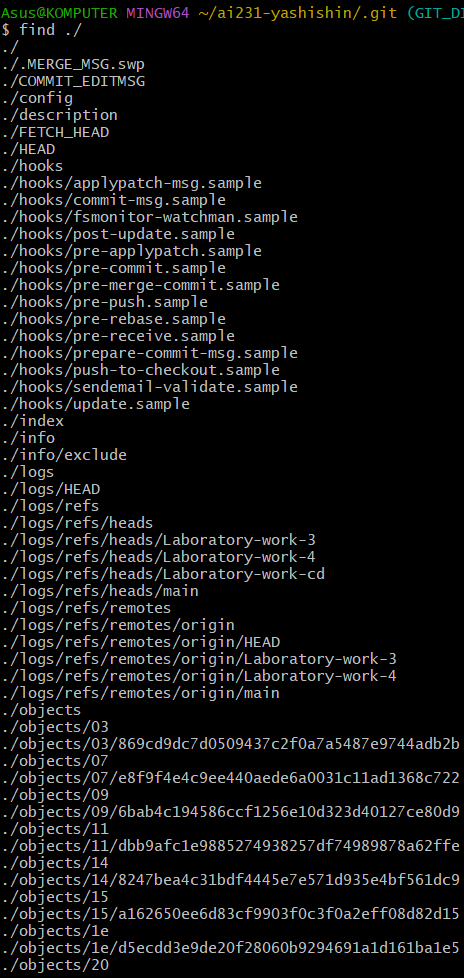 Asus@KOMPUTER MINGW64 ~/ai231-yashishin/.git (GIT_DI
$ find ./
./
./.MERGE_MSG.swp
./COMMIT_EDITMSG
./config
./description
./FETCH_HEAD
./HEAD
./hooks
./hooks/applypatch-msg.sample
./hooks/commit-msg.sample
./hooks/fsmonitor-watchman.sample
./hooks/post-update.sample
./hooks/pre-applypatch.sample
./hooks/pre-commit.sample
./hooks/pre-merge-commit.sample
./hooks/pre-push.sample
./hooks/pre-rebase.sample
./hooks/pre-receive.sample
./hooks/prepare-commit-msg.sample
./hooks/push-to-checkout.sample
./hooks/sendemail-validate.sample
./hooks/update.sample
./index
./info
./info/exclude
./logs
./logs/HEAD
./logs/refs
./logs/refs/heads
./logs/refs/heads/Laboratory-work-3
./logs/refs/heads/Laboratory-work-4
./logs/refs/heads/Laboratory-work-cd
./logs/refs/heads/main
./logs/refs/remotes
./logs/refs/remotes/origin
./logs/refs/remotes/origin/HEAD
./logs/refs/remotes/origin/Laboratory-work-3
./logs/refs/remotes/origin/Laboratory-work-4
./logs/refs/remotes/origin/main
./objects
./objects/03
./objects/03/869cd9dc7d0509437c2f0a7a5487e9744adb2b
./objects/07
./objects/07/e8f9f4e4c9ee440aede6a0031c11ad1368c722
./objects/09
./objects/09/6bab4c194586ccf1256e10d323d40127ce80d9
./objects/11
./objects/11/dbb9afc1e9885274938257df74989878a62ffe
./objects/14
./objects/14/8247bea4c31bdf4445e7e571d935e4bf561dc9
./objects/15
./objects/15/a162650ee6d83cf9903f0c3f0a2eff08d82d15
./objects/1e
./objects/1e/d5ecdd3e9de20f28060b9294691a1d161ba1e5
./objects/20